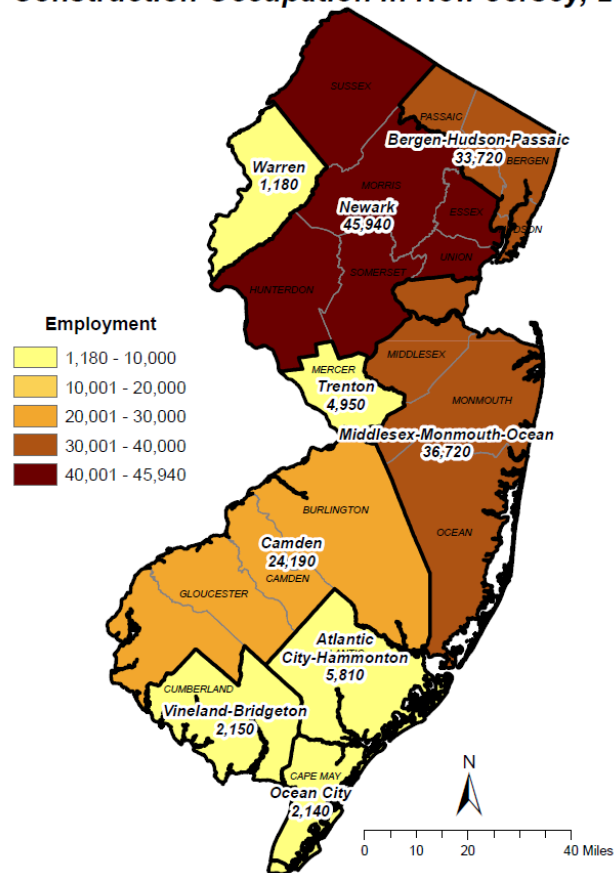 Construction Occupation in New Jersey, 2
SUSSEX
PASSAIC
Bergen-Hudson-Passaic
33,720
BERGEN
Warren
1,180
MORRIS
Newark
45,940
ESSEX
UNION
SOMERSET
HUNTERDON
Employment
1,180 - 10,000
10,001 - 20,000
20,001 - 30,000
30,001 - 40,000
40,001 - 45,940
MERCER
Trenton
4,950
MIDDLESEX
MONMOUTH
Middlesex-Monmouth-Ocean
36,720
BURLINGTON
OCEAN
Camden
24,190
CAMDEN
GLOUCESTER
Atlantic
City-Hammonton
5,810
CUMBERLAND
Vineland-Bridgeton
2,150
CAPE MAY
Ocean City
2,140
N
0 10 20 40 Miles